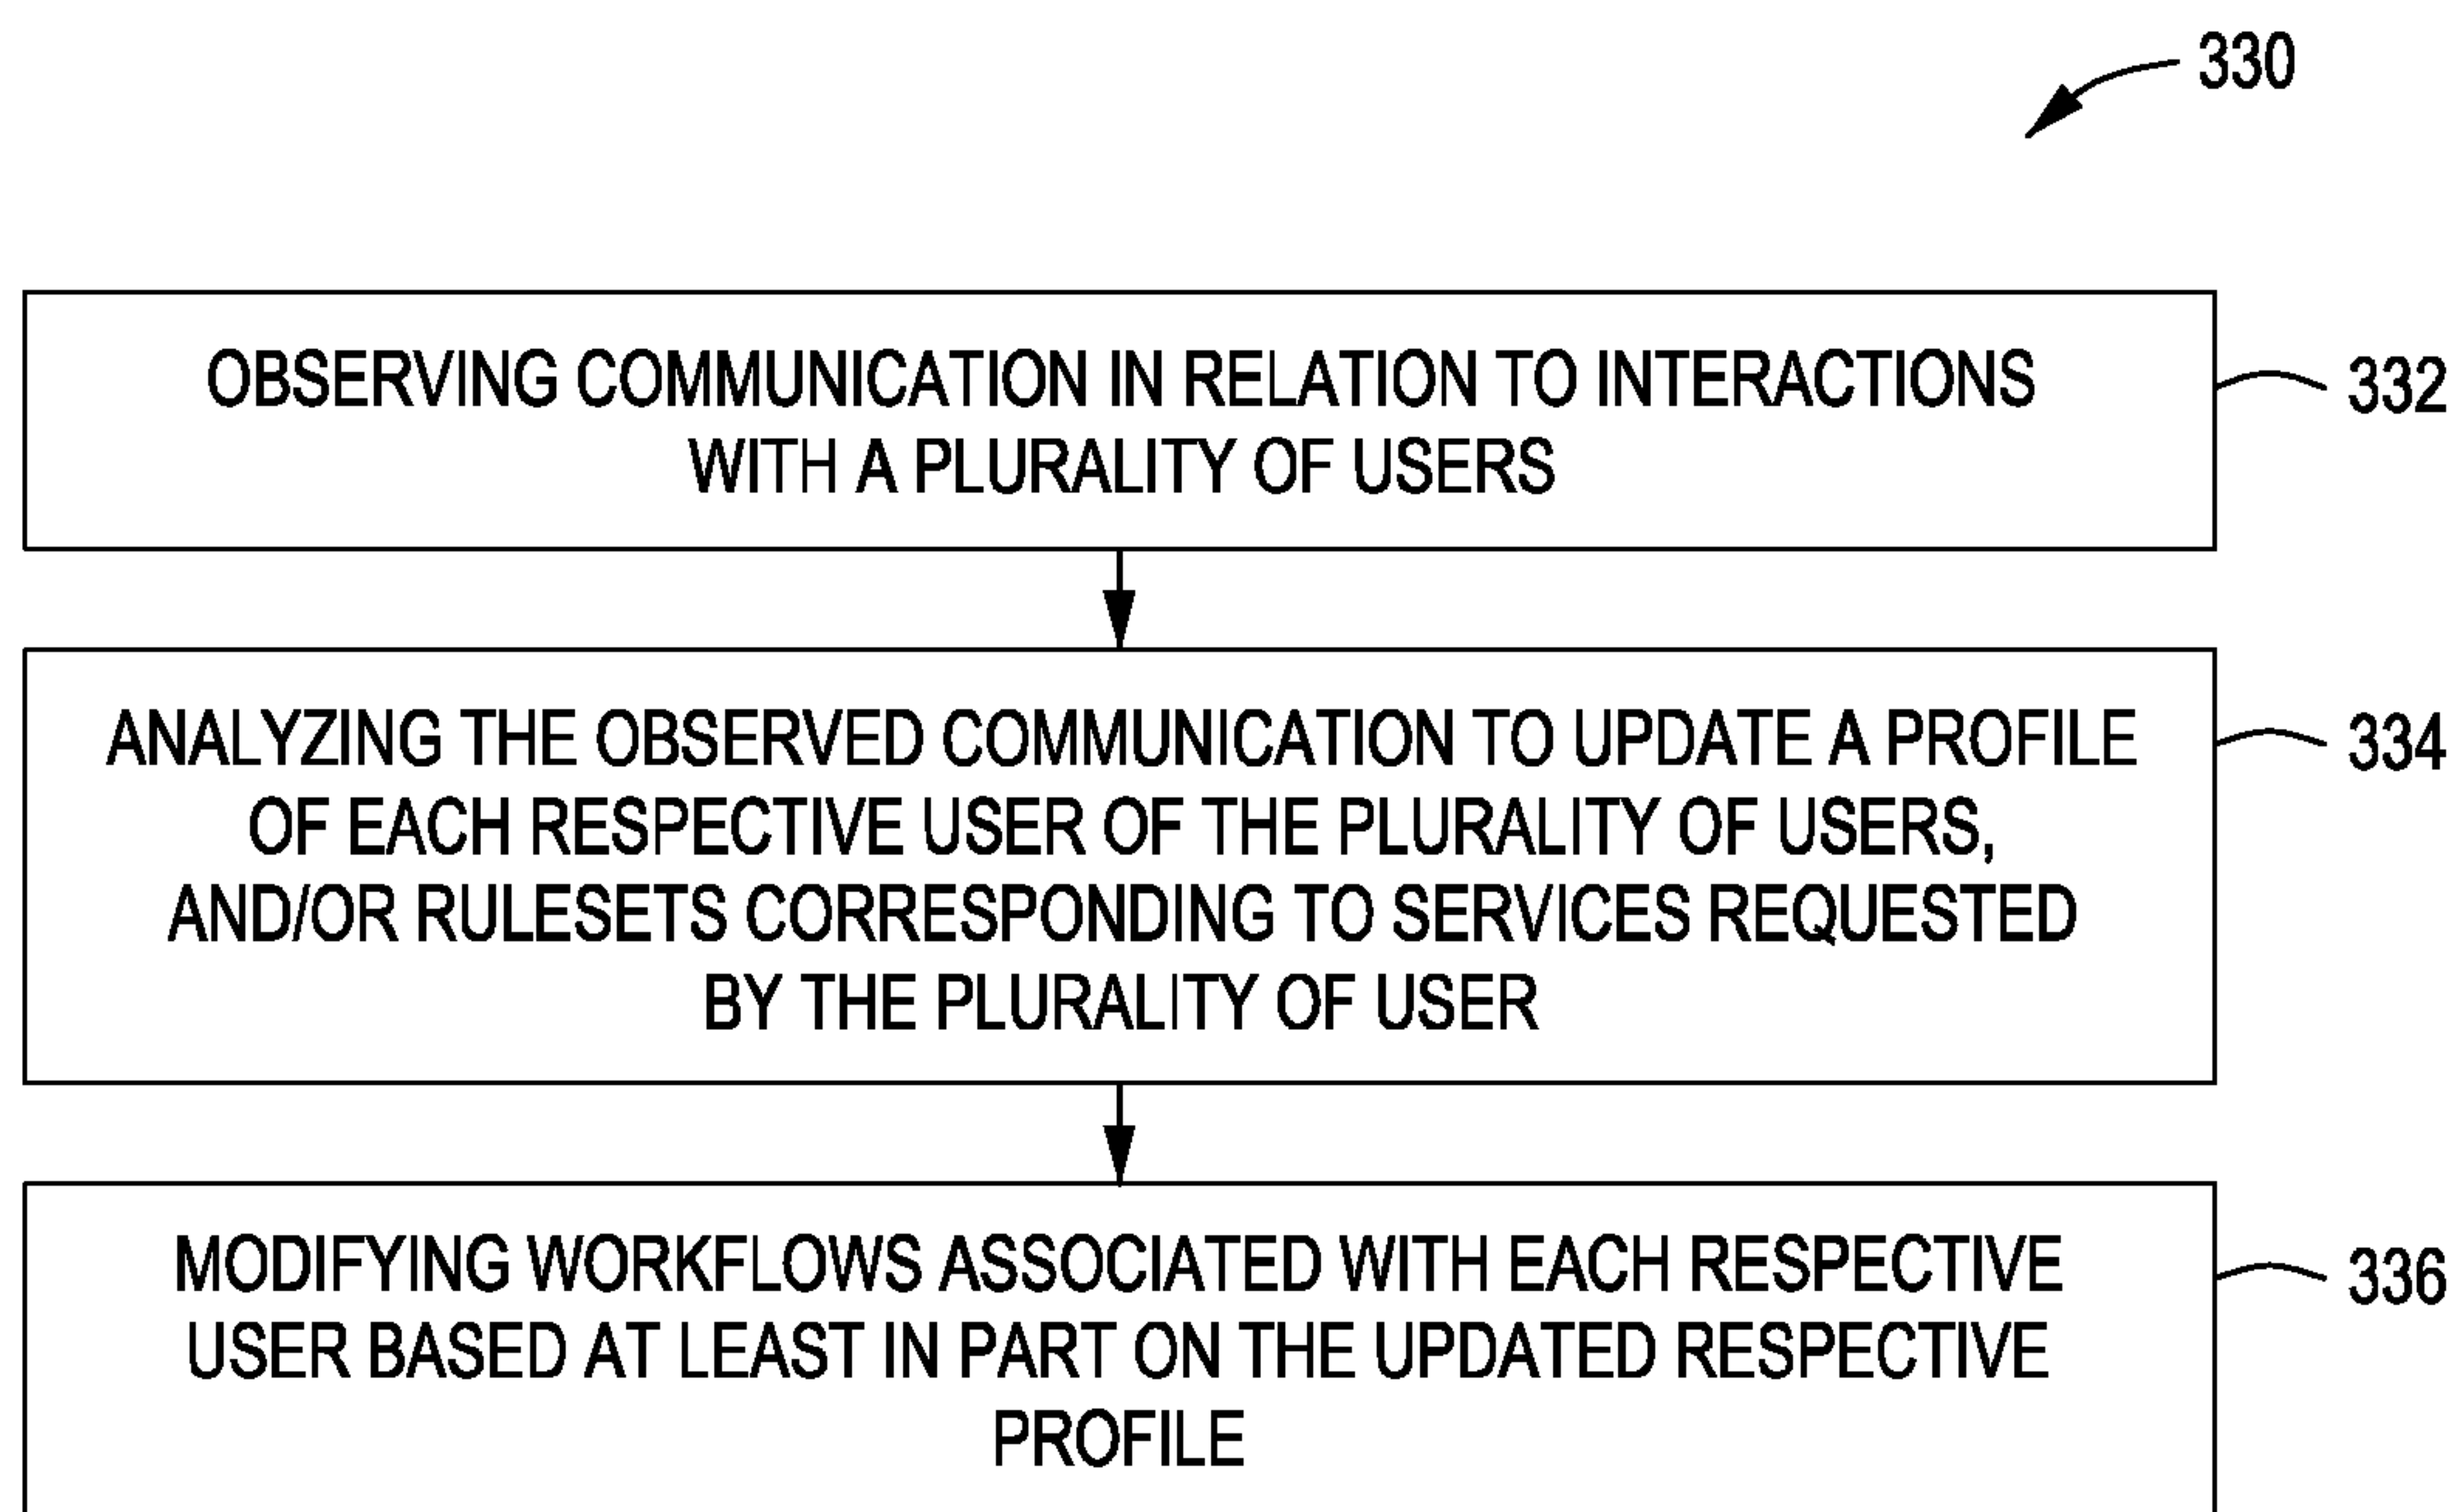 330
OBSERVING COMMUNICATION IN RELATION TO INTERACTIONS
WITH A PLURALITY OF USERS
332
ANALYZING THE OBSERVED COMMUNICATION TO UPDATE A PROFILE
OF EACH RESPECTIVE USER OF THE PLURALITY OF USERS,
AND/OR RULESETS CORRESPONDING TO SERVICES REQUESTED
BY THE PLURALITY OF USER
334
MODIFYING WORKFLOWS ASSOCIATED WITH EACH RESPECTIVE
USER BASED AT LEAST IN PART ON THE UPDATED RESPECTIVE
PROFILE
336